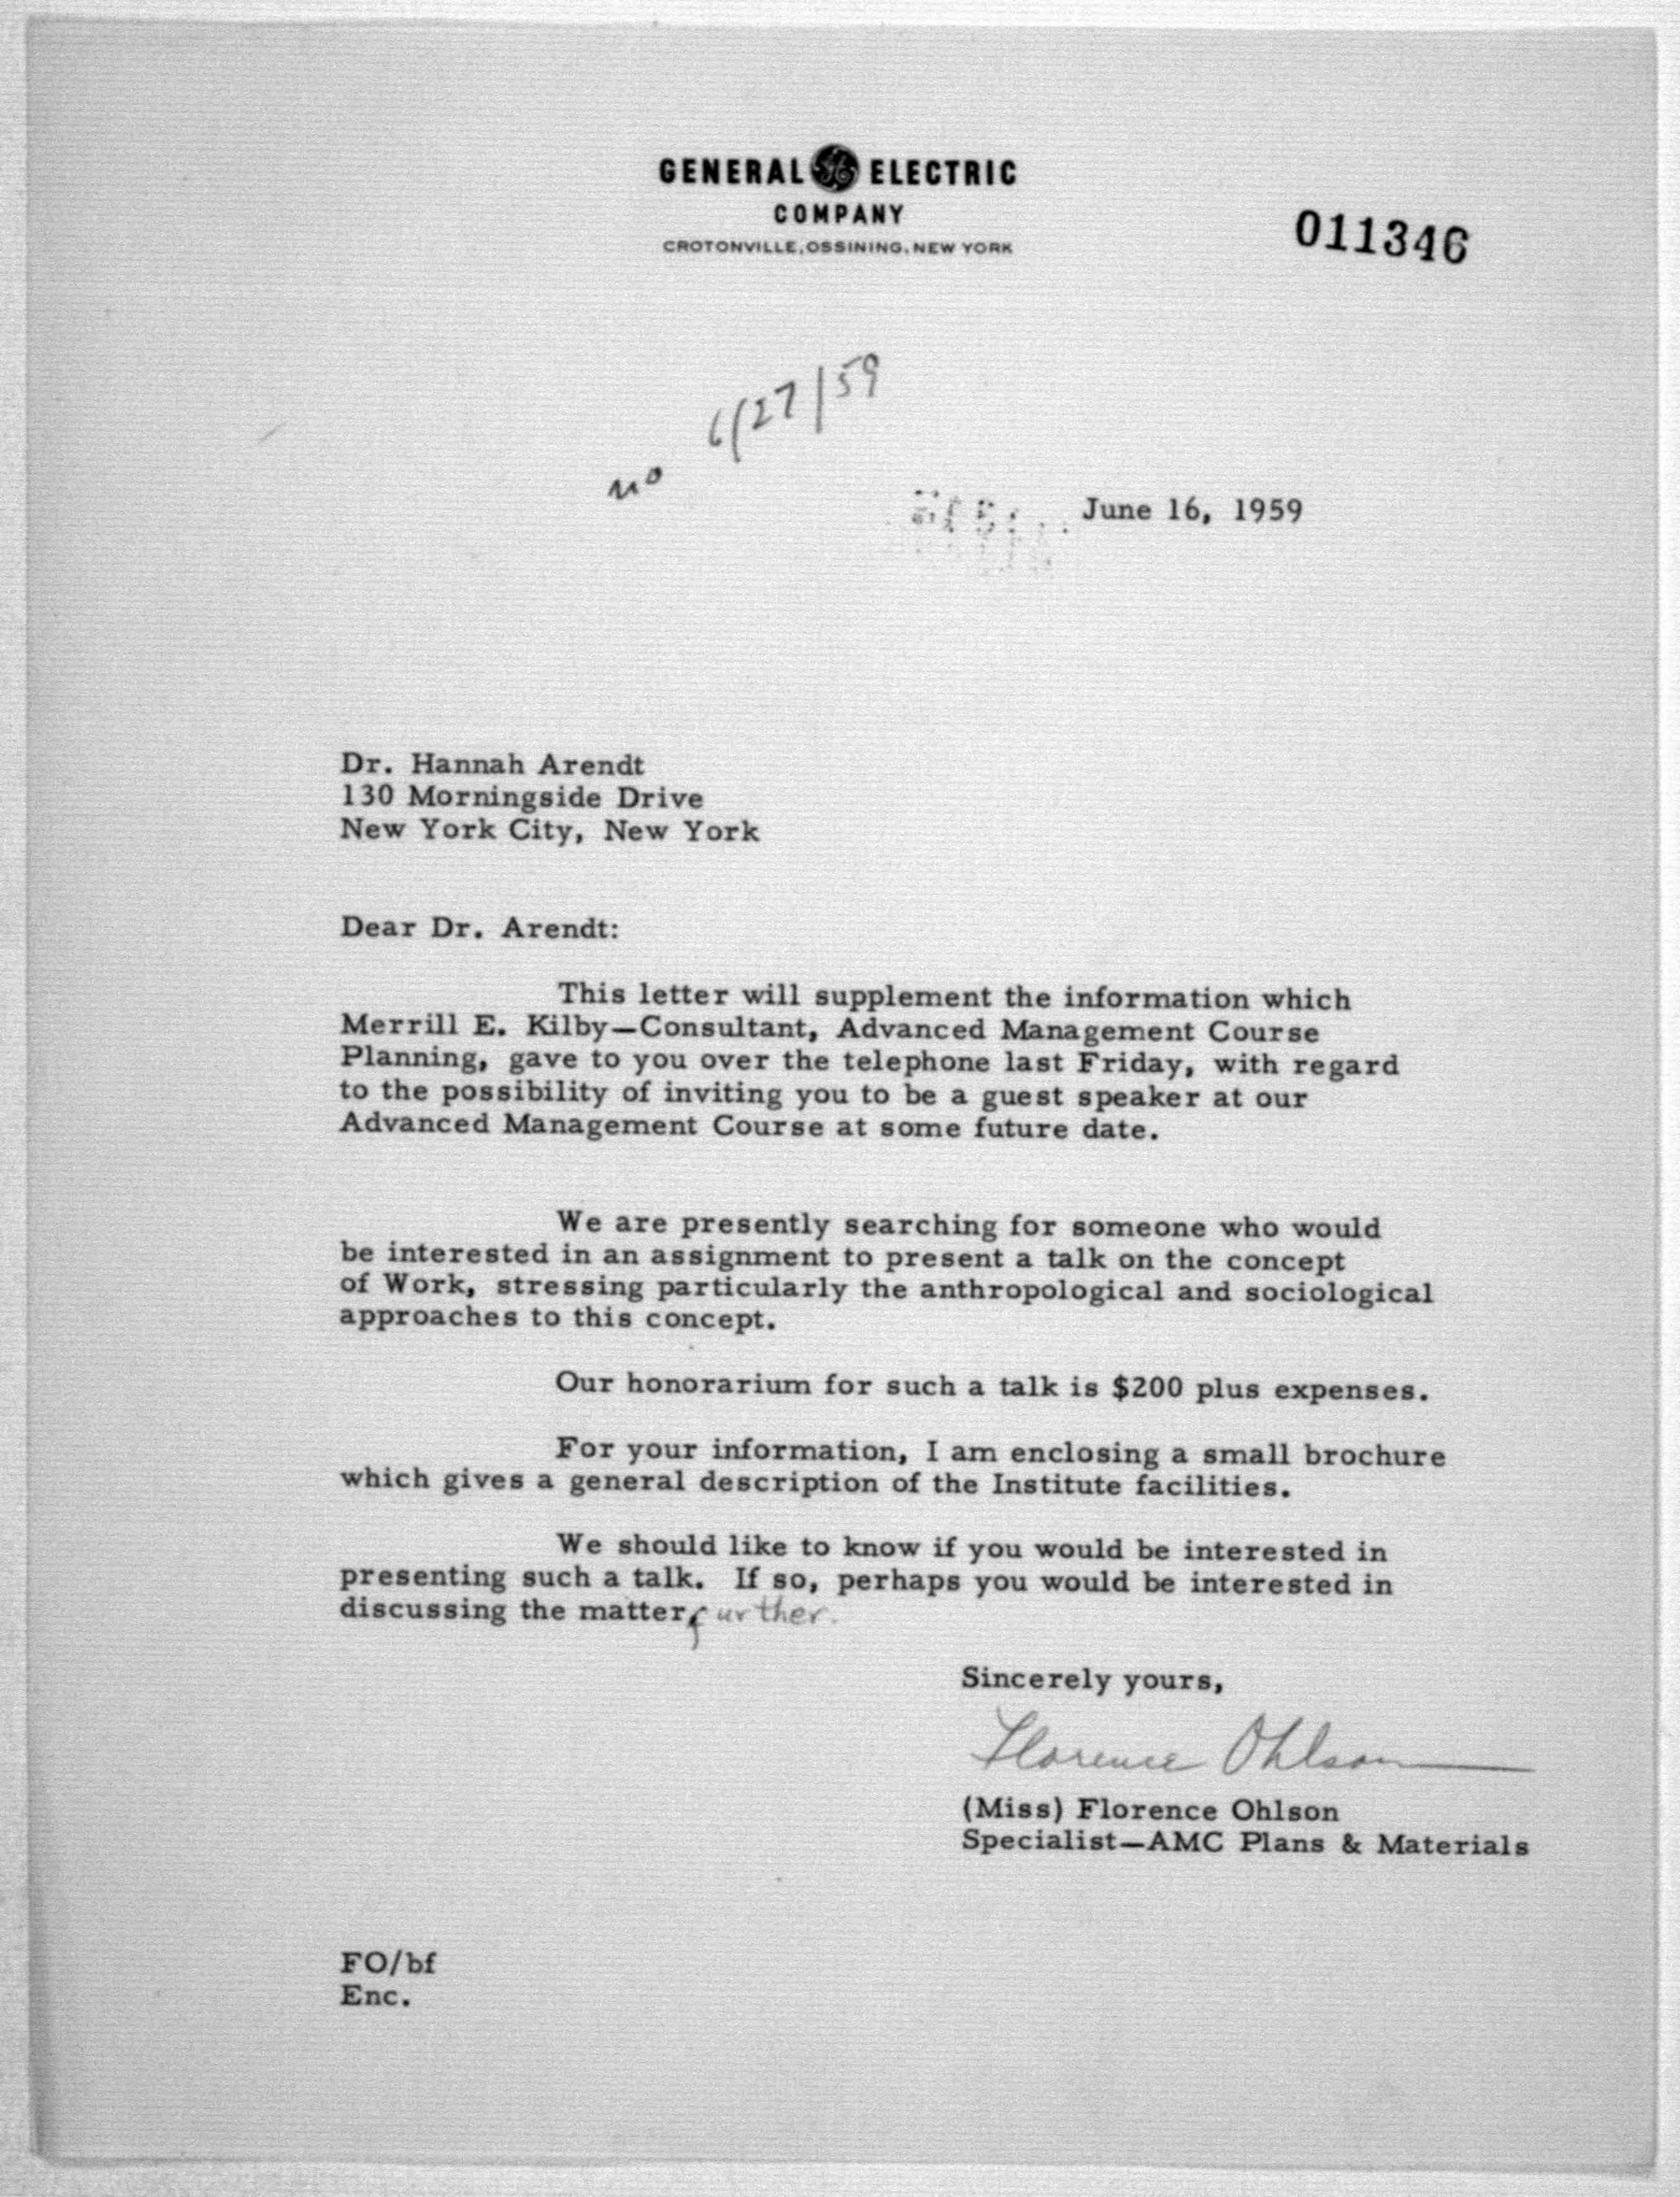 GENERAL GE ELECTRIC
COMPANY
CROTONVILLE, OSSINING, NEW YORK
011346
6/27/59
no
June 16, 1959
Dr. Hannah Arendt
130 Morningside Drive
New York City, New York
Dear Dr. Arendt:
This letter will supplement the information which
Merrill E. Kilby—Consultant, Advanced Management Course
Planning, gave to you over the telephone last Friday, with regard
to the possibility of inviting you to be a guest speaker at our
Advanced Management Course at some future date.
We are presently searching for someone who would
be interested in an assignment to present a talk on the concept
of Work, stressing particularly the anthropological and sociological
approaches to this concept.
Our honorarium for such a talk is $200 plus expenses.
For your information, I am enclosing a small brochure
which gives a general description of the Institute facilities.
We should like to know if you would be interested in
presenting such a talk. If so, perhaps you would be interested in
discussing the matter further.
Sincerely yours,
Florence Ohlson
(Miss) Florence Ohlson
Specialist—AMC Plans & Materials
FO/bf
Enc.